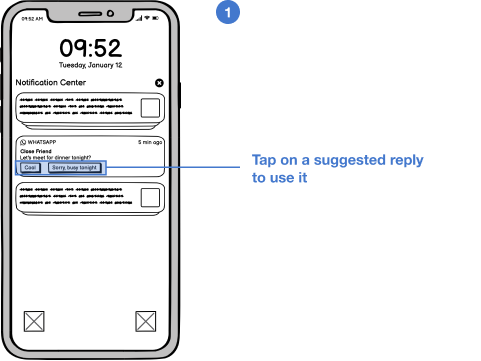 1
09:52 AM
09:52
Tuesday, January 12
Notification Center
WHATSAPP 5 min ago
Close Friend
Let's meet for dinner tonight?
Cool Sorry, busy tonight
Tap on a suggested reply
to use it